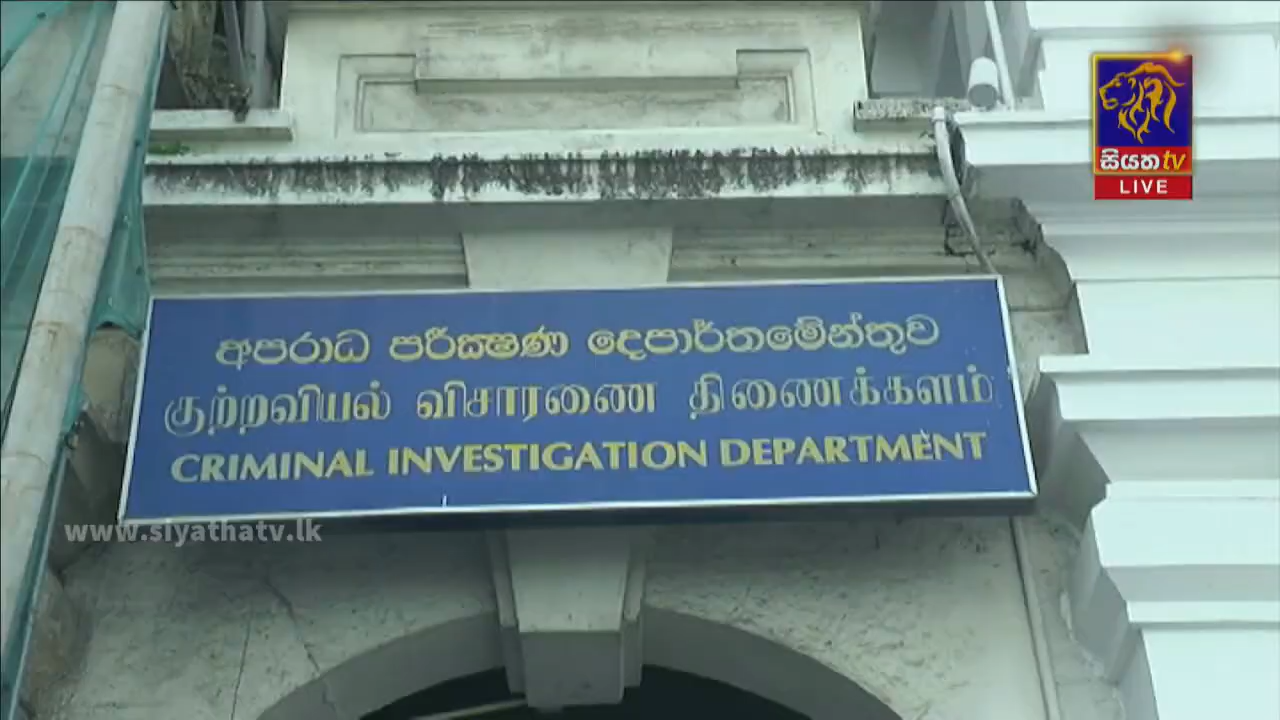 සියත tv
LIVE
අපරාධ පරීක්ෂණ දෙපාර්තමේන්තුව
குற்றவியல் விசாரணை திணைக்களம்
CRIMINAL INVESTIGATION DEPARTMENT
www.siyathatv.lk